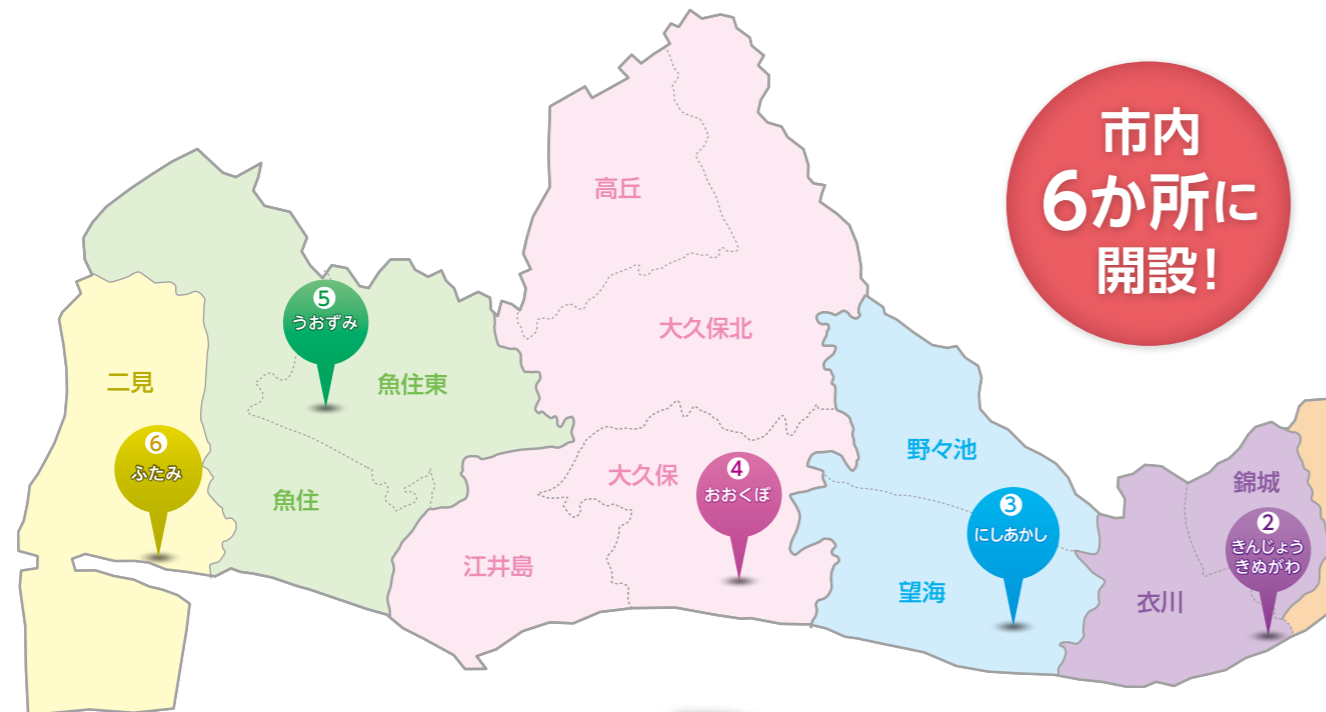 市内
6か所に
開設!
高丘
大久保北
⑤
うおずみ
二見
魚住東
⑥
ふたみ
魚住
大久保
④
おおくぼ
江井島
野々池
③
にしあかし
望海
錦城
②
きんじょう
きぬがわ
衣川